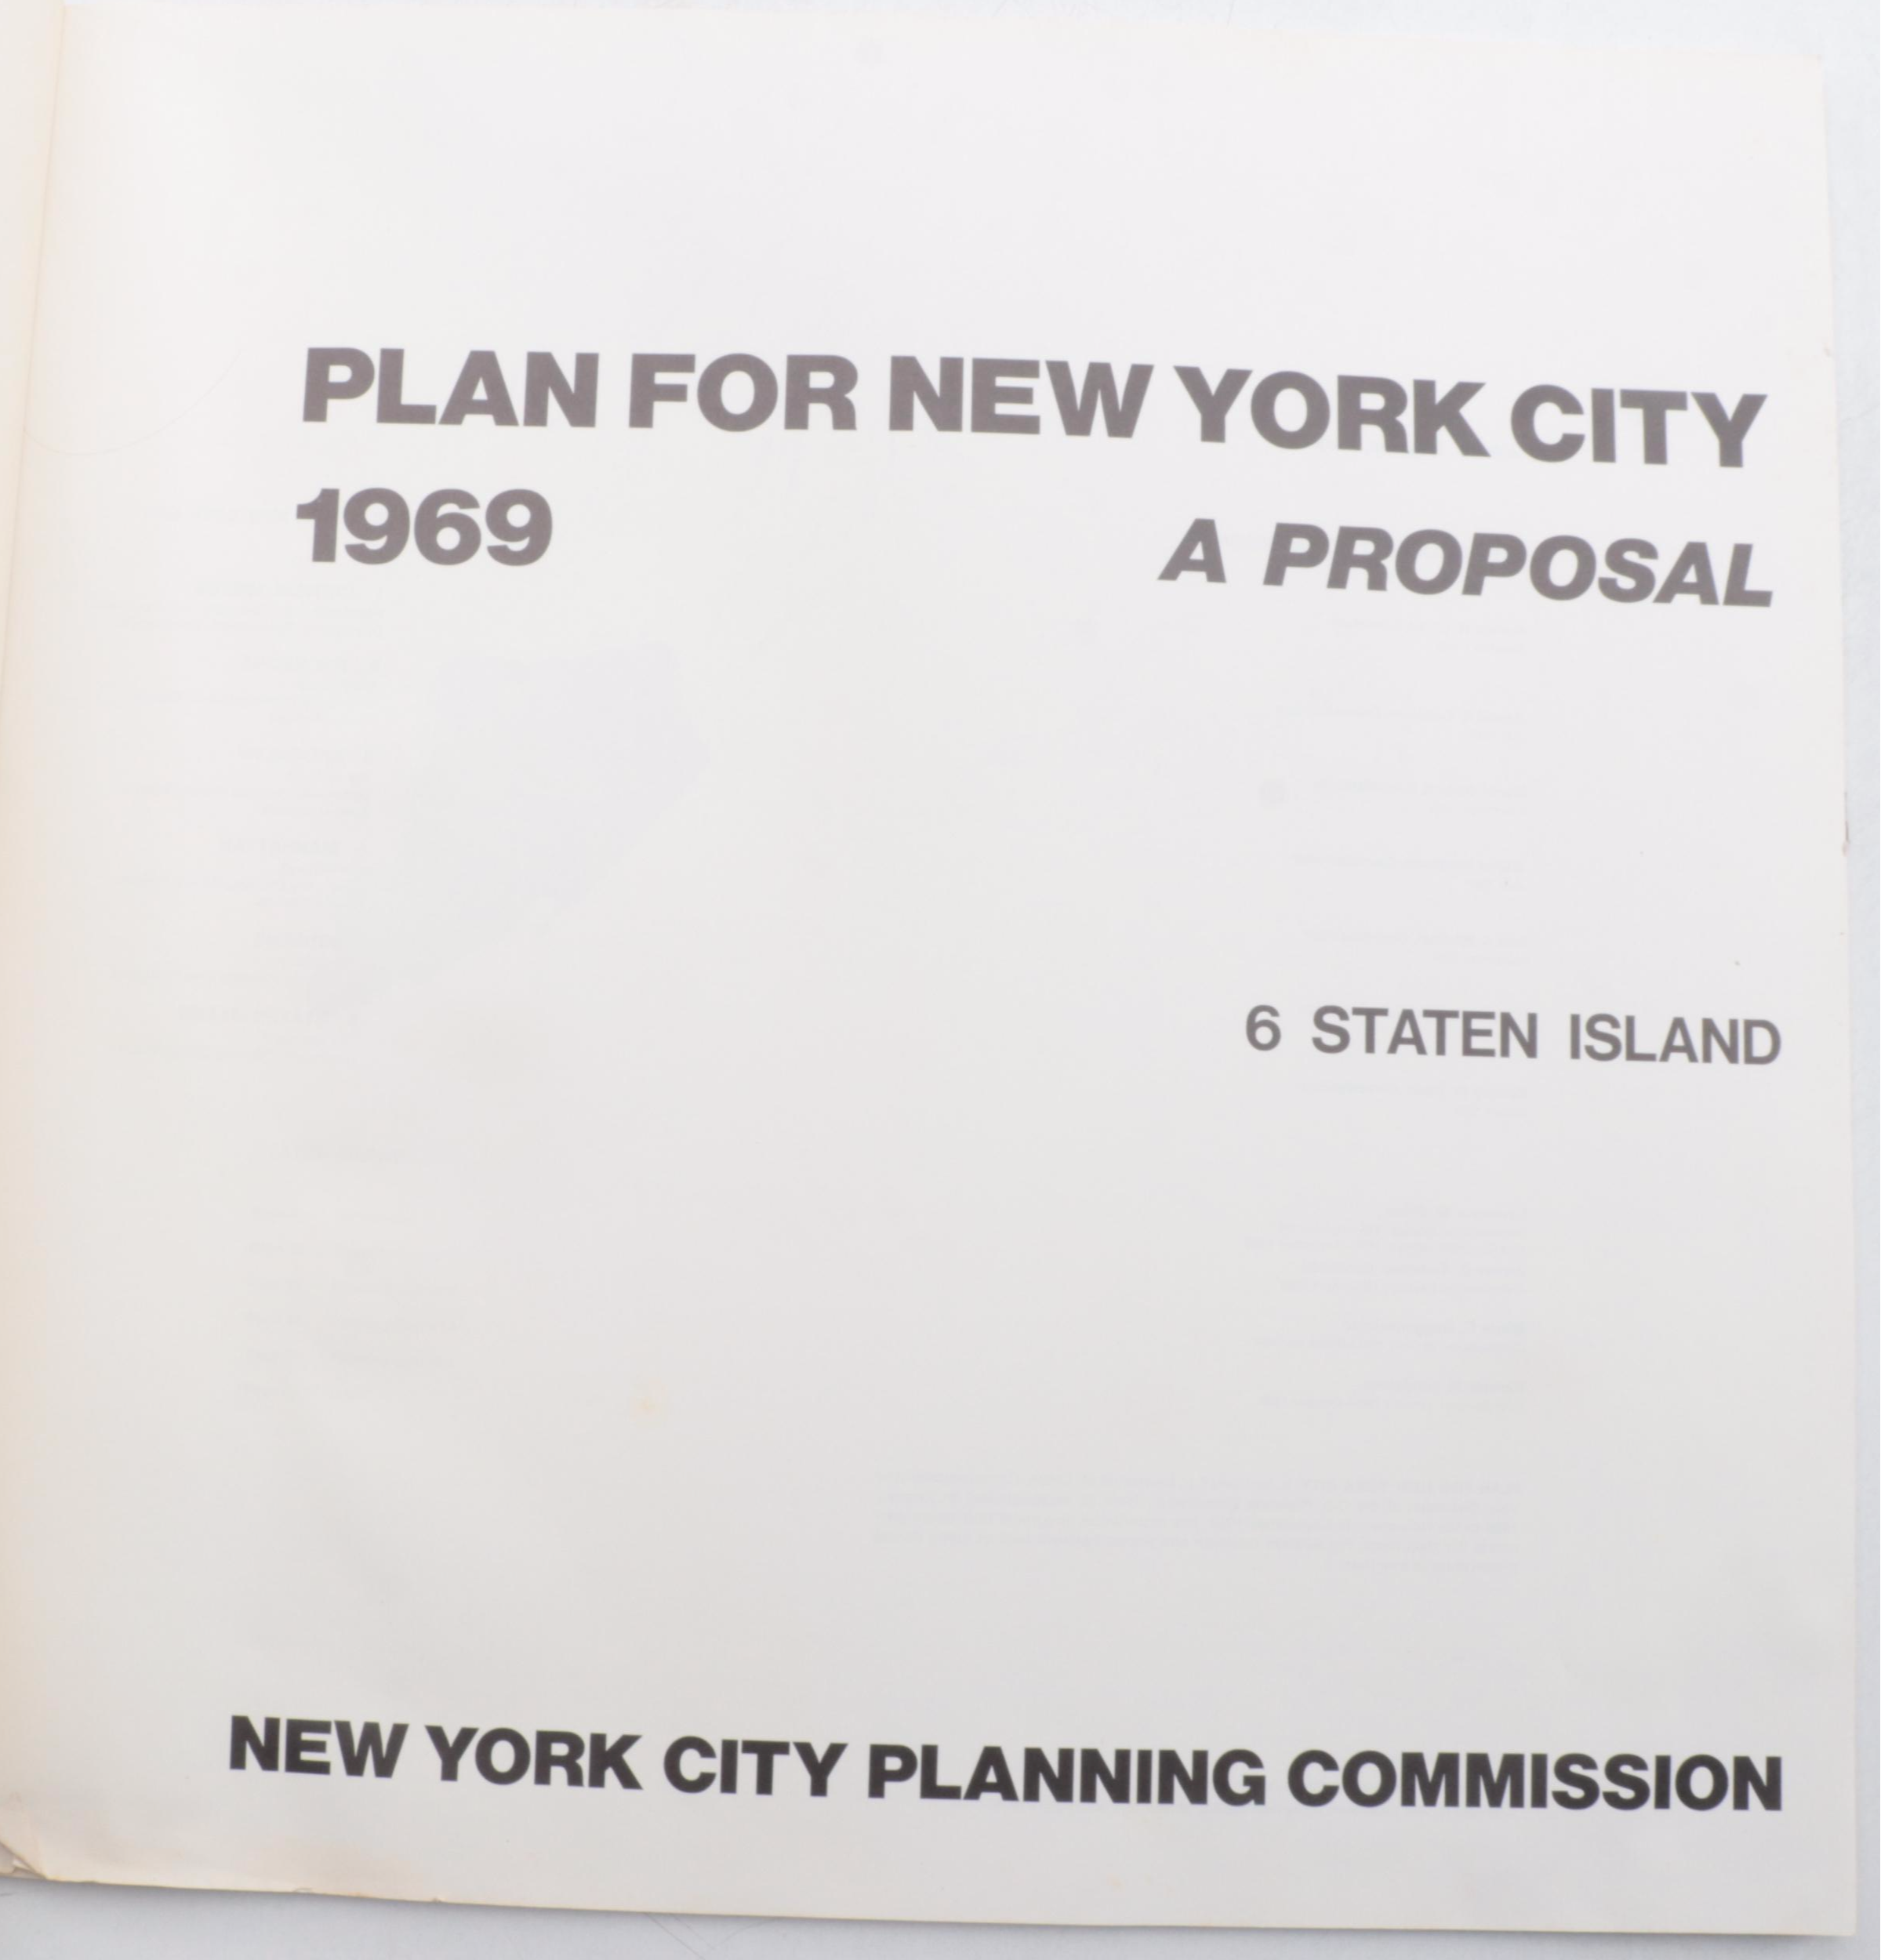 PLAN FOR NEW YORK CITY
1969
A PROPOSAL
6 STATEN ISLAND
NEW YORK CITY PLANNING COMMISSION